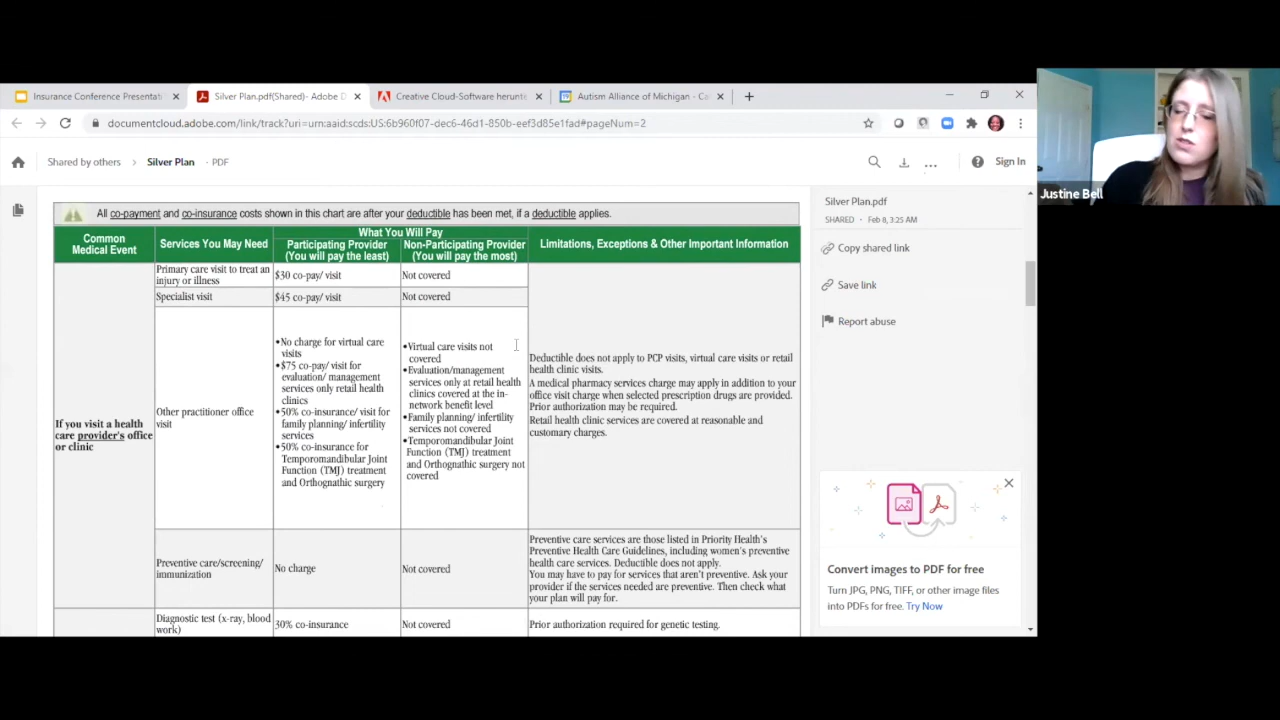 Insurance Conference Presentati
Silver Plan.pdf(Shared)- Adobe D
Creative Cloud-Software herunte
Autism Alliance of Michigan - Ca
documentcloud.adobe.com/link/track?uri=urn:aaid:scds:US:6b960f07-dec6-46d1-850b-eef3d85e1fad#pageNum=2
Justine Bell
Shared by others
Silver Plan
· PDF
Sign In
All co-payment and co-insurance costs shown in this chart are after your deductible has been met, if a deductible applies.
Common
Medical Event
Services You May Need
What You Will Pay
Participating Provider
(You will pay the least)
Non-Participating Provider
(You will pay the most)
Limitations, Exceptions & Other Important Information
If you visit a health
care provider's office
or clinic
Primary care visit to treat an
injury or illness
$30 co-pay/ visit
Not covered
Specialist visit
$45 co-pay/ visit
Not covered
Other practitioner office
visit
•No charge for virtual care
visits
•$75 co-pay/ visit for
evaluation/ management
services only retail health
clinics
•50% co-insurance/ visit for
family planning/ infertility
services
•50% co-insurance for
Temporomandibular Joint
Function (TMJ) treatment
and Orthognathic surgery
•Virtual care visits not
covered
•Evaluation/management
services only at retail health
clinics covered at the in-
network benefit level
•Family planning/ infertility
services not covered
•Temporomandibular Joint
Function (TMJ) treatment
and Orthognathic surgery not
covered
Deductible does not apply to PCP visits, virtual care visits or retail
health clinic visits.
A medical pharmacy services charge may apply in addition to your
office visit charge when selected prescription drugs are provided.
Prior authorization may be required.
Retail health clinic services are covered at reasonable and
customary charges.
Preventive care/screening/
immunization
No charge
Not covered
Preventive care services are those listed in Priority Health's
Preventive Health Care Guidelines, including women's preventive
health care services. Deductible does not apply.
You may have to pay for services that aren't preventive. Ask your
provider if the services needed are preventive. Then check what
your plan will pay for.
Diagnostic test (x-ray, blood
work)
30% co-insurance
Not covered
Prior authorization required for genetic testing.
Silver Plan.pdf
SHARED · Feb 8, 3:25 AM
Copy shared link
Save link
Report abuse
Convert images to PDF for free
Turn JPG, PNG, TIFF, or other image files
into PDFs for free. Try Now